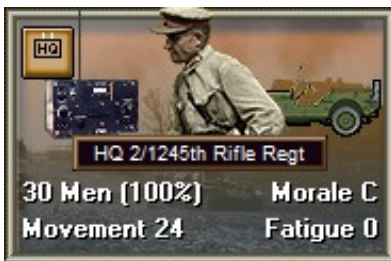 HQ
HQ 2/1245th Rifle Regt
30 Men (100%) Morale C
Movement 24 Fatigue 0